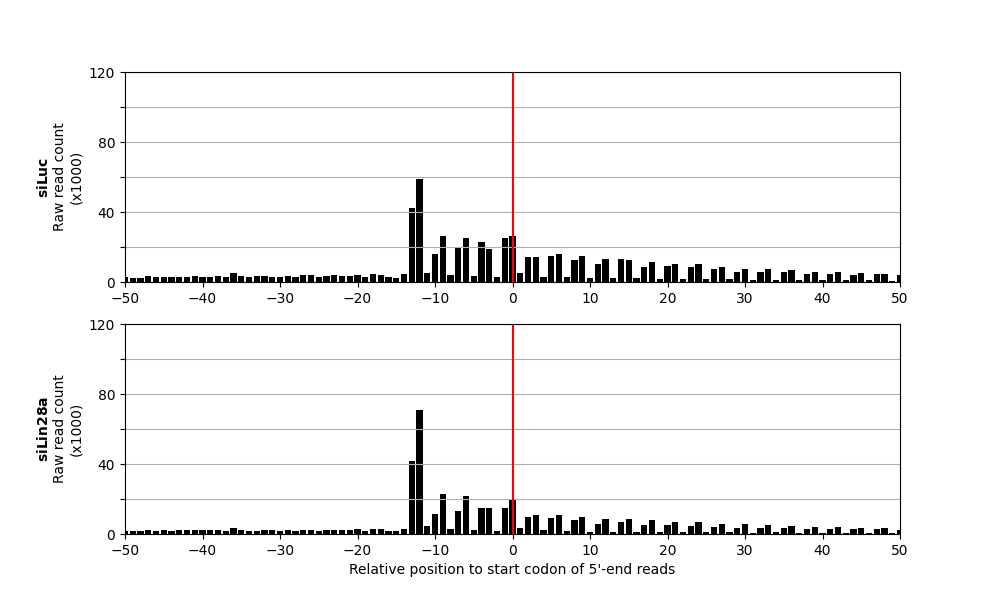 120
80
40
0
siLuc
Raw read count
(x1000)
−50 −40 −30 −20 −10 0 10 20 30 40 50
120
80
40
0
siLin28a
Raw read count
(x1000)
−50 −40 −30 −20 −10 0 10 20 30 40 50
Relative position to start codon of 5'-end reads